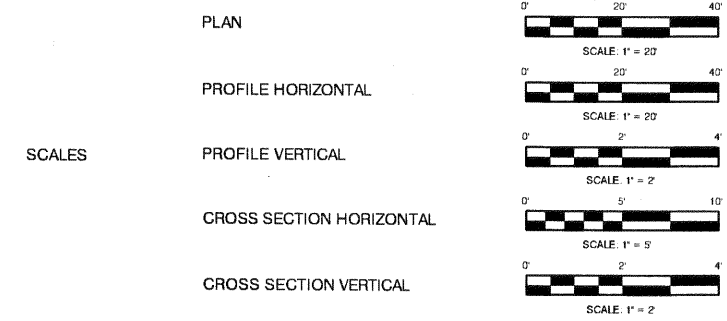 PLAN
0' 20' 40'
SCALE: 1" = 20'
PROFILE HORIZONTAL
0' 20' 40'
SCALE: 1" = 20'
SCALES
PROFILE VERTICAL
0' 2' 4'
SCALE: 1" = 2'
CROSS SECTION HORIZONTAL
0' 5' 10'
SCALE: 1" = 5'
CROSS SECTION VERTICAL
0' 2' 4'
SCALE: 1" = 2'